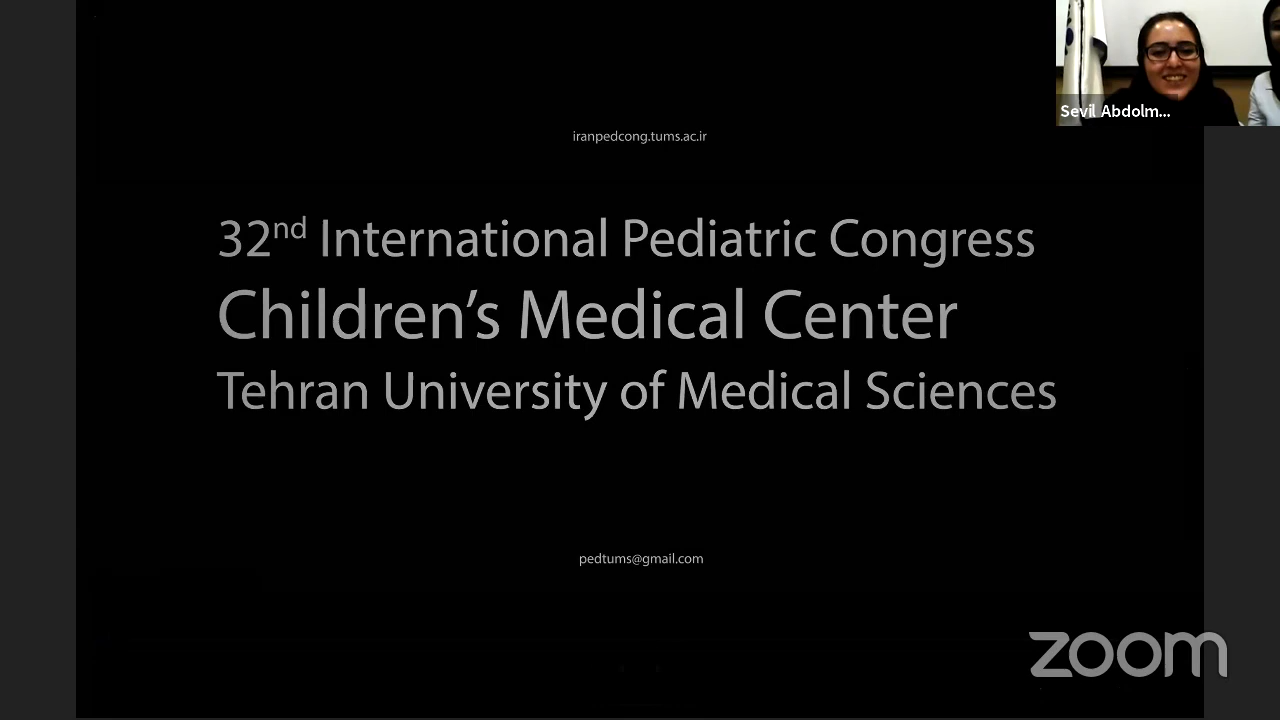 Sevil Abdolm...
iranpedcong.tums.ac.ir
32nd International Pediatric Congress
Children’s Medical Center
Tehran University of Medical Sciences
pedtums@gmail.com
zoom